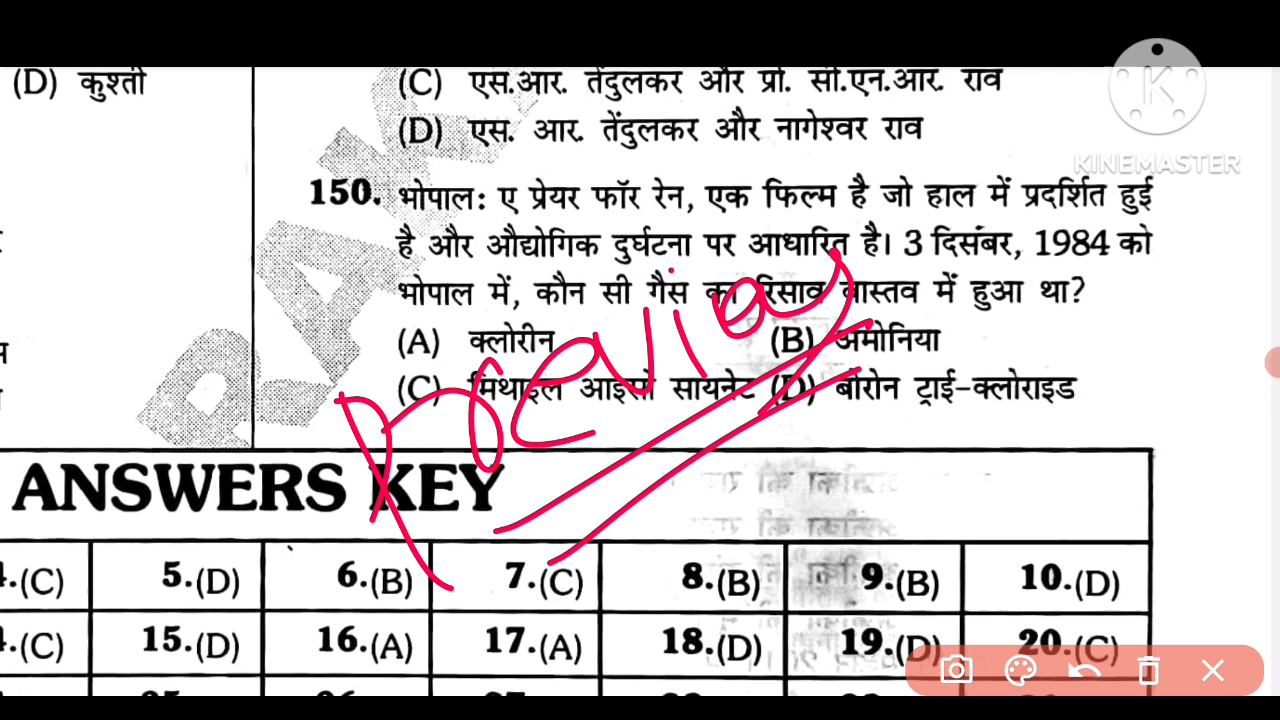 (D) कुश्ती
(C) एस.आर. तेंदुलकर और प्रो. सी.एन.आर. राव
(D) एस. आर. तेंदुलकर और नागेश्वर राव
150. भोपाल: ए प्रेयर फॉर रेन, एक फिल्म है जो हाल में प्रदर्शित हुई
है और औद्योगिक दुर्घटना पर आधारित है। 3 दिसंबर, 1984 को
भोपाल में, कौन सी गैस का रिसाव वास्तव में हुआ था?
(A) क्लोरीन (B) अमोनिया
(C) मिथाइल आइसो सायनेट (D) बोरोन ट्राई-क्लोराइड
ANSWERS KEY
.(C) 5.(D) 6.(B) 7.(C) 8.(B) 9.(B) 10.(D)
.(C) 15.(D) 16.(A) 17.(A) 18.(D) 19.(D) 20.(C)
KINEMASTER